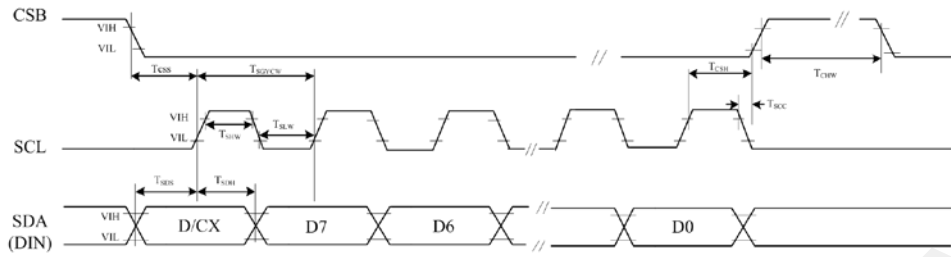 CSB
VIH
VIL
TCSS
TSGYCW
TCSH
TCHW
TSCC
SCL
VIH
VIL
TSHW
TSLW
TSDS
TSDH
SDA
(DIN)
VIH
VIL
D/CX
D7
D6
D0